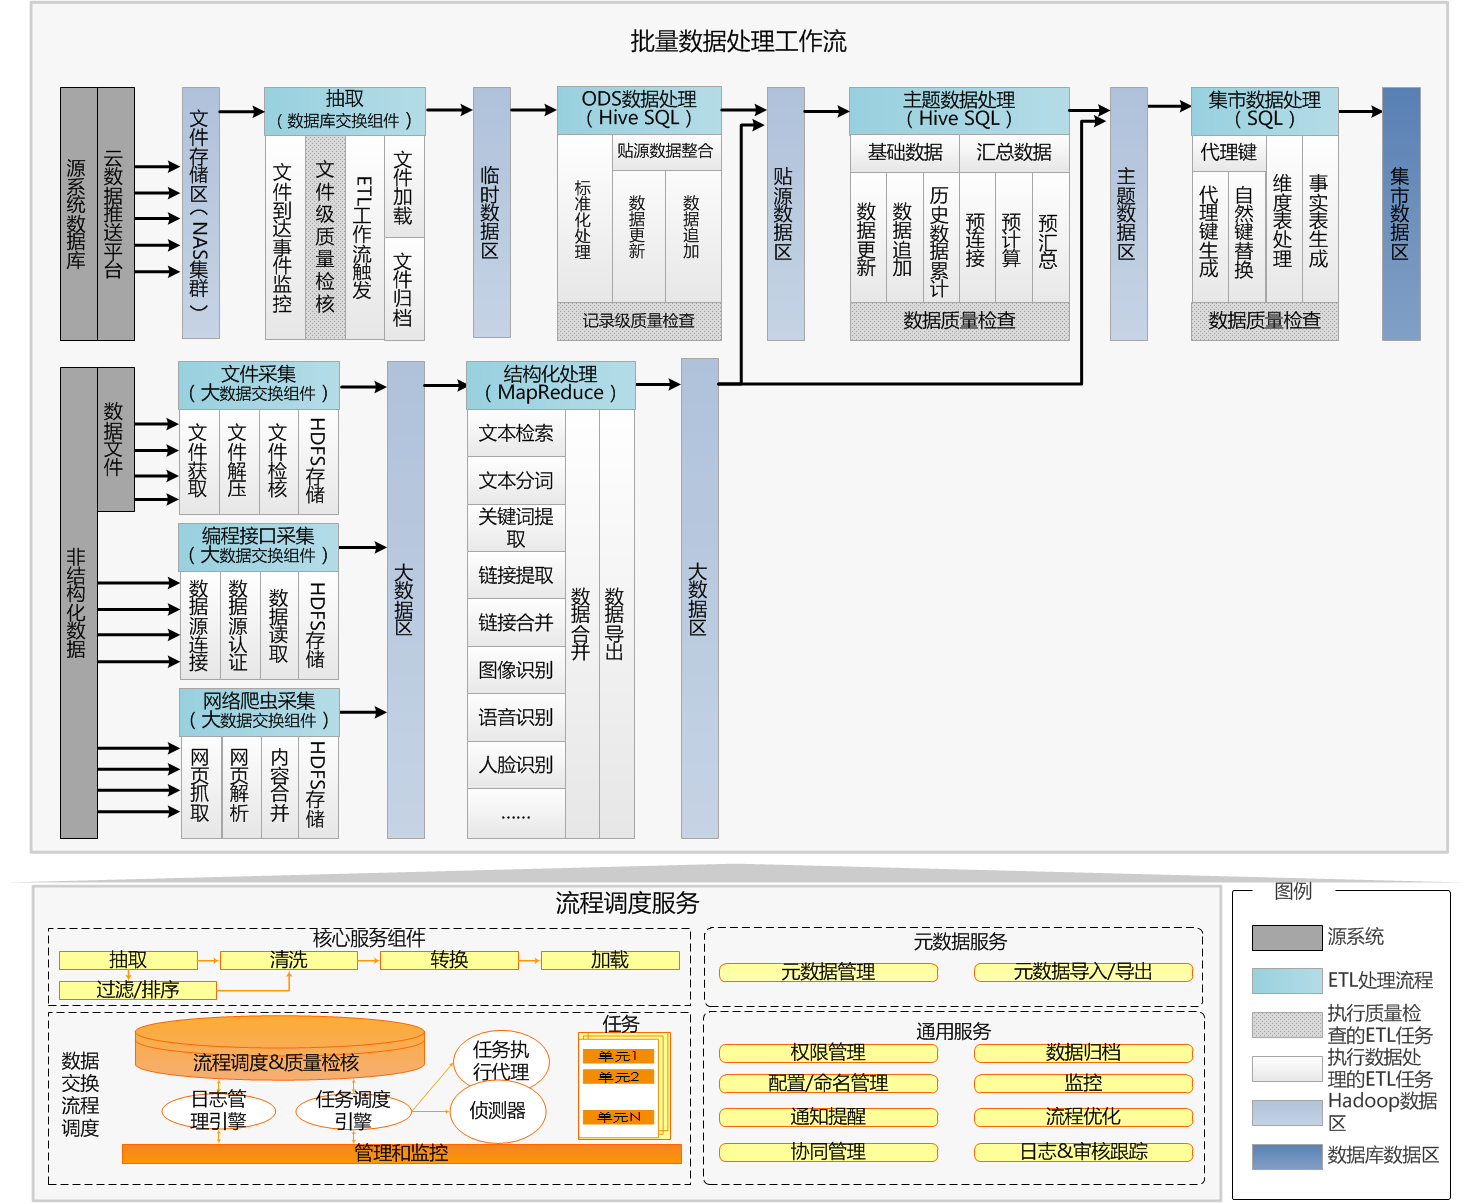 批量数据处理工作流
源系统数据库
云数据推送平台
文件存储区(NAS集群)
抽取
(数据库交换组件)
文件到达事件监控
文件级质量检核
ETL工作流触发
文件加载
文件归档
临时数据区
ODS数据处理
(Hive SQL)
标准化处理
贴源数据整合
数据更新
数据追加
记录级质量检查
贴源数据区
主题数据处理
(Hive SQL)
基础数据
汇总数据
数据更新
数据追加
历史数据累计
预连接
预计算
预汇总
数据质量检查
主题数据区
集市数据处理
(SQL)
代理键
代理键生成
自然键替换
维度表处理
事实表生成
数据质量检查
集市数据区
非结构化数据
数据文件
文件采集
(大数据交换组件)
文件获取
文件解压
文件检核
HDFS存储
编程接口采集
(大数据交换组件)
数据源连接
数据源认证
数据读取
HDFS存储
网络爬虫采集
(大数据交换组件)
网页抓取
网页解析
内容合并
HDFS存储
大数据区
结构化处理
(MapReduce)
文本检索
文本分词
关键词提
取
链接提取
链接合并
图像识别
语音识别
人脸识别
......
数据合并
数据导出
大数据区
流程调度服务
核心服务组件
抽取
清洗
转换
加载
过滤/排序
数据
交换
流程
调度
流程调度&质量检核
日志管
理引擎
任务调度
引擎
任务执
行代理
侦测器
任务
单元1
单元2
单元N
管理和监控
元数据服务
元数据管理
元数据导入/导出
通用服务
权限管理
数据归档
配置/命名管理
监控
通知提醒
流程优化
协同管理
日志&审核跟踪
图例
源系统
ETL处理流程
执行质量检
查的ETL任务
执行数据处
理的ETL任务
Hadoop数据
区
数据库数据区